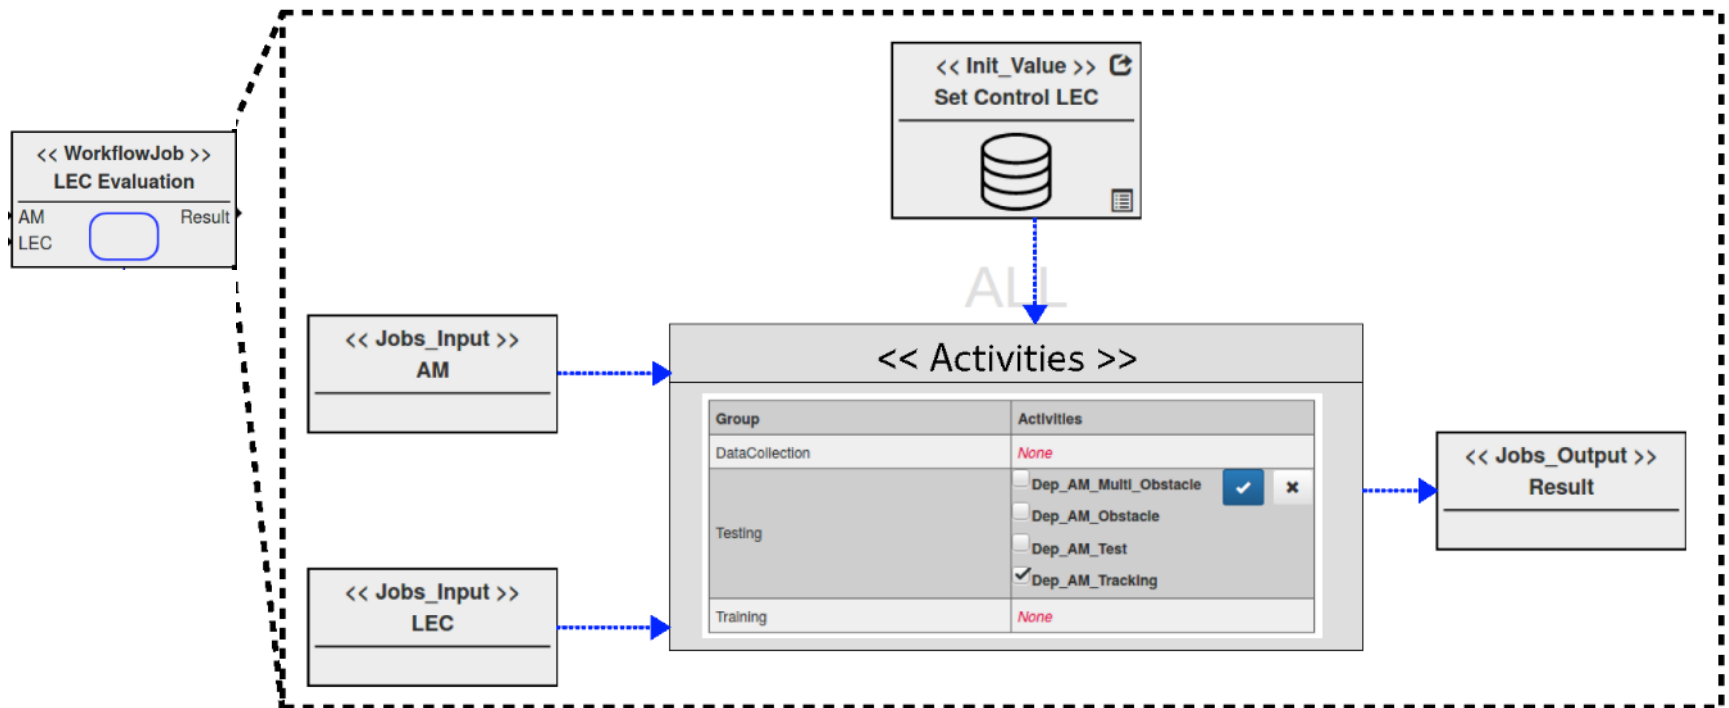 << WorkflowJob >>
LEC Evaluation
AM
Result
LEC
<< Init_Value >>
Set Control LEC
ALL
<< Jobs_Input >>
AM
<< Jobs_Input >>
LEC
<< Activities >>
Group Activities
DataCollection None
Testing
Dep_AM_Multi_Obstacle
Dep_AM_Obstacle
Dep_AM_Test
Dep_AM_Tracking
Training None
<< Jobs_Output >>
Result